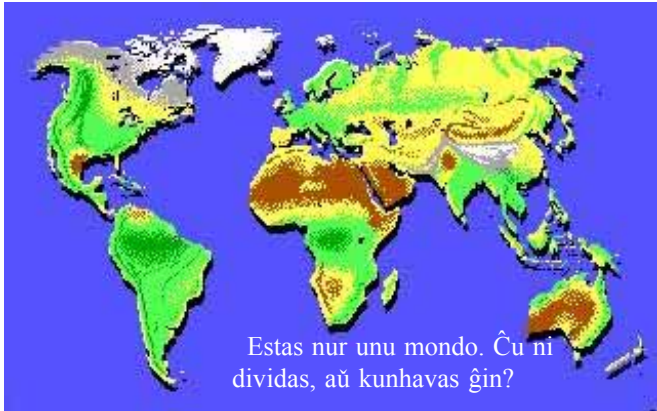 Estas nur unu mondo. Ĉu ni
dividas, aŭ kunhavas ĝin?